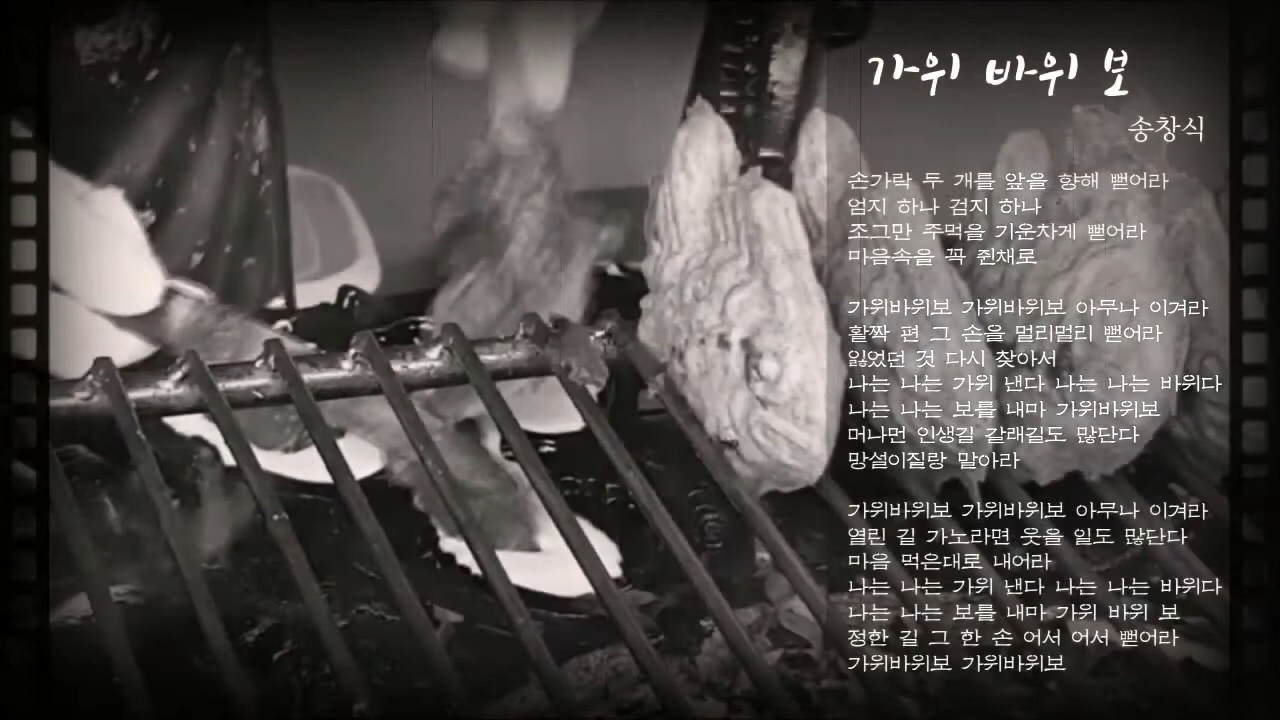 가위 바위 보
송창식
손가락 두 개를 앞을 향해 뻗어라
엄지 하나 검지 하나
조그만 주먹을 기운차게 뻗어라
마음속을 꼭 쥔채로
가위바위보 가위바위보 아무나 이겨라
활짝 편 그 손을 멀리멀리 뻗어라
잃었던 것 다시 찾아서
나는 나는 가위 낸다 나는 나는 바위다
나는 나는 보를 내마 가위바위보
머나먼 인생길 갈래길도 많단다
망설이질랑 말아라
가위바위보 가위바위보 아무나 이겨라
열린 길 가노라면 웃을 일도 많단다
마음 먹은대로 내어라
나는 나는 가위 낸다 나는 나는 바위다
나는 나는 보를 내마 가위 바위 보
정한 길 그 한 손 어서 어서 뻗어라
가위바위보 가위바위보